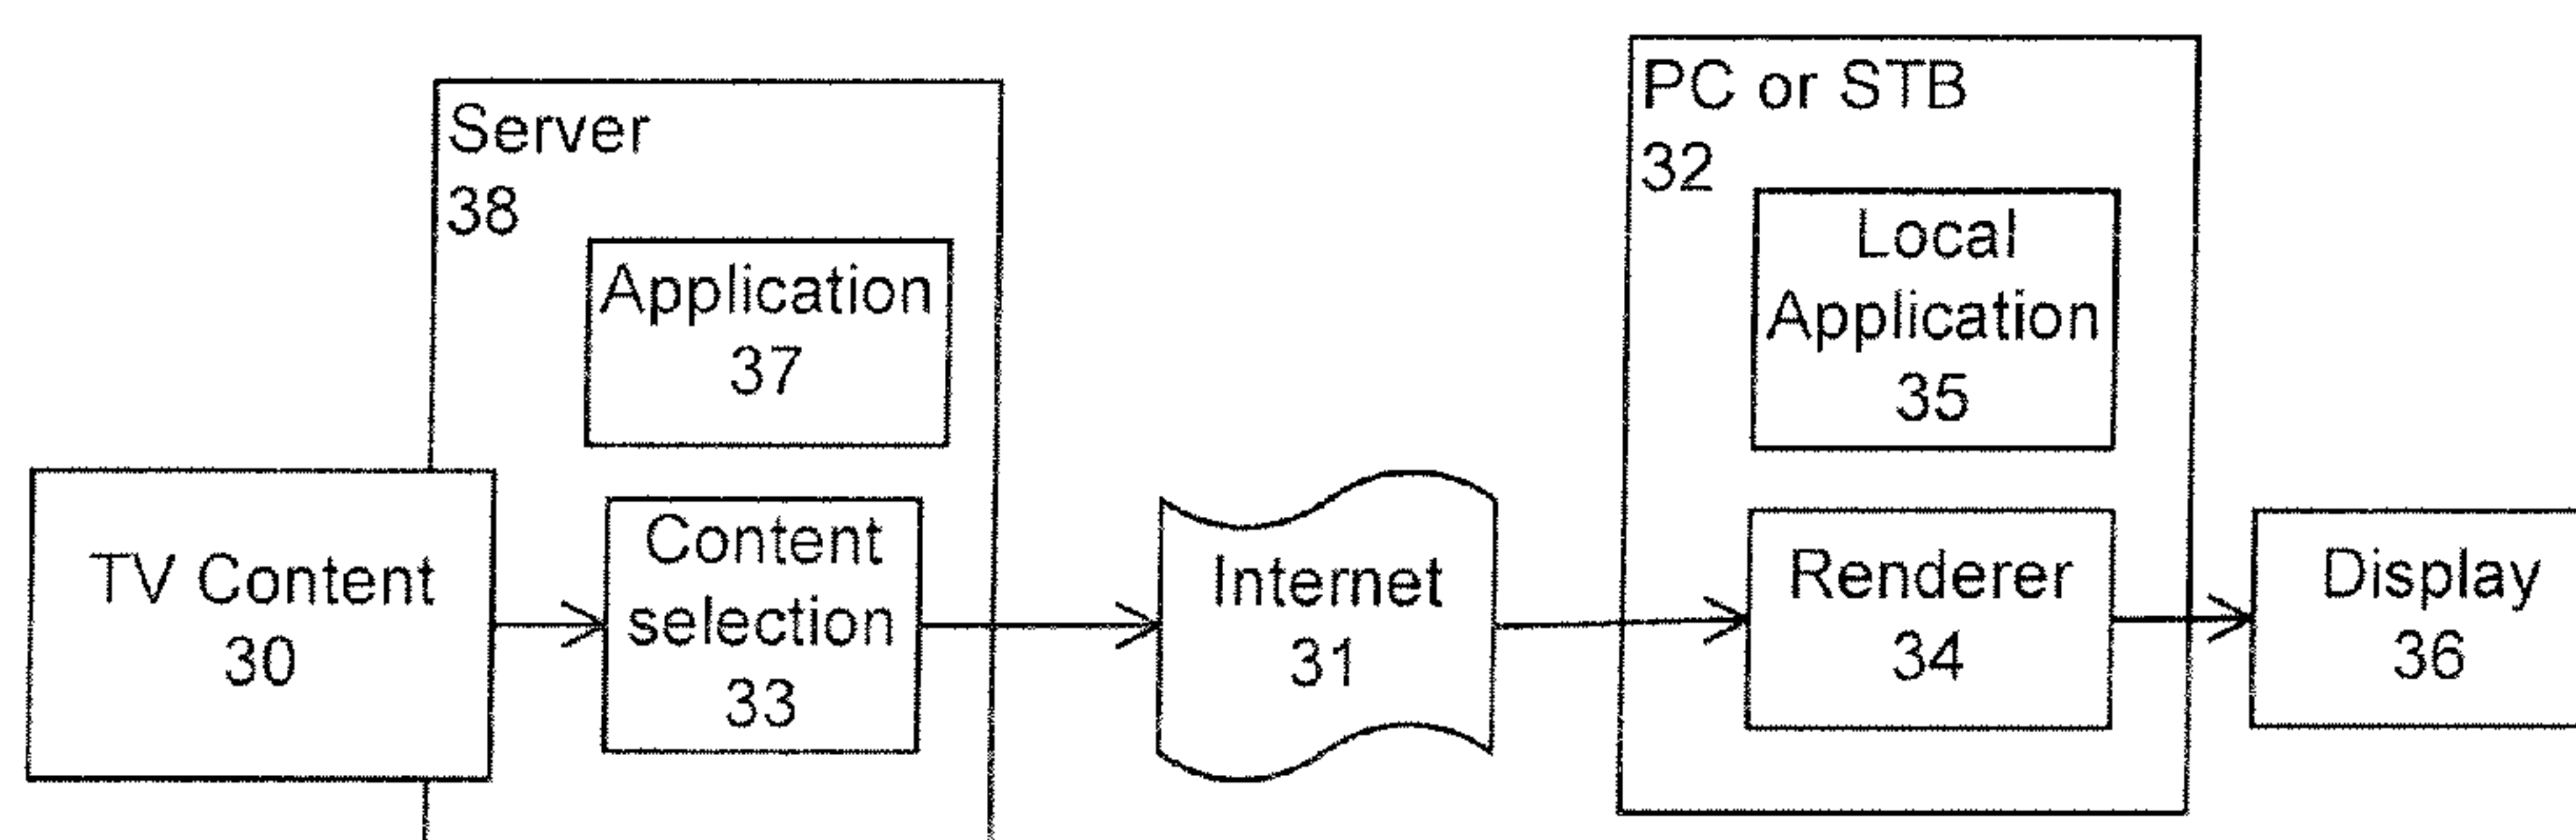 Server
38
Application
37
TV Content
30
Content
selection
33
Internet
31
PC or STB
32
Local
Application
35
Renderer
34
Display
36